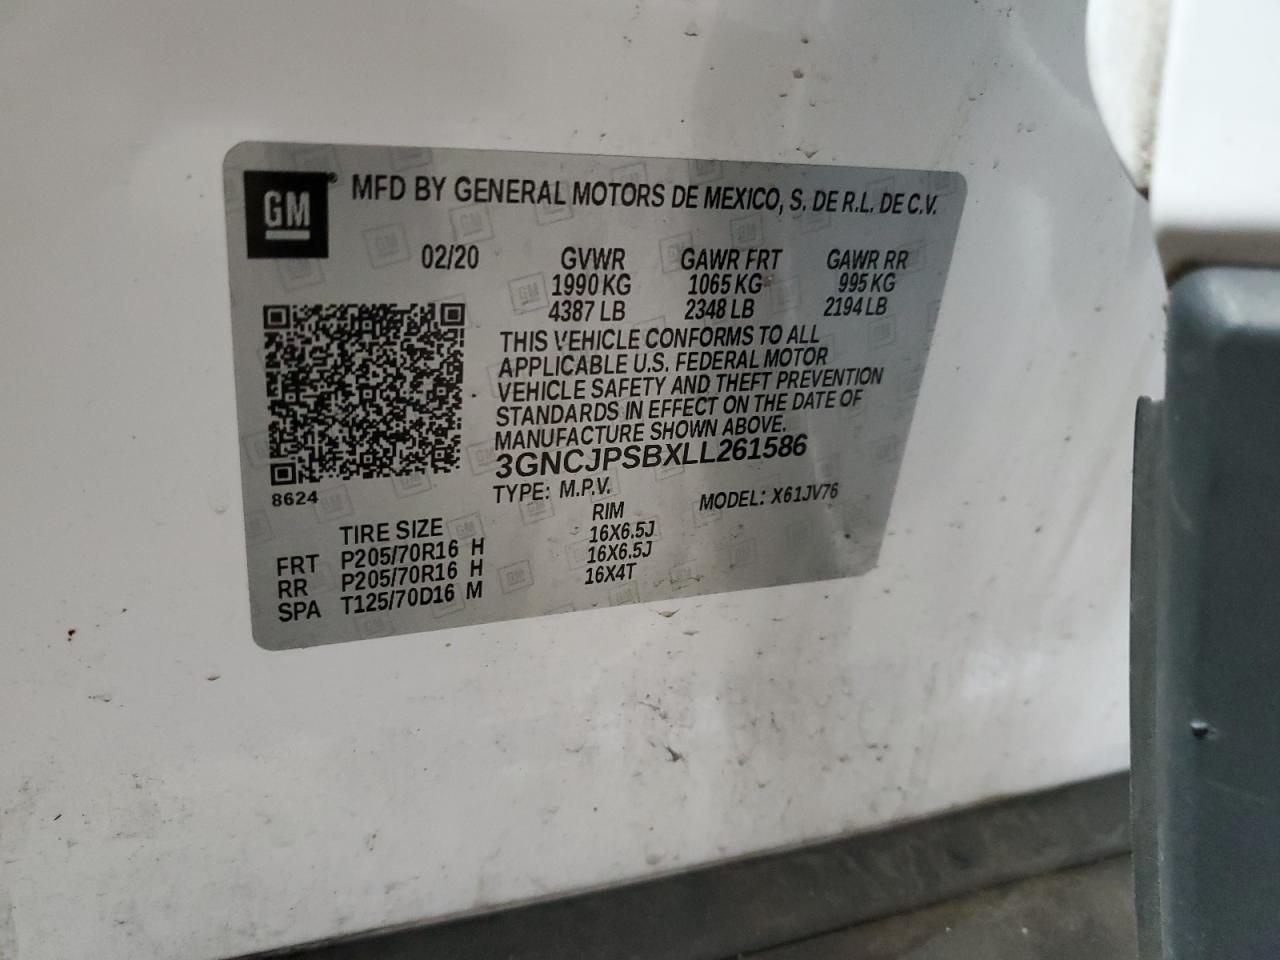 GM ® MFD BY GENERAL MOTORS DE MEXICO, S. DE R.L. DE C.V.
02/20 GVWR GAWR FRT GAWR RR
1990 KG 1065 KG 995 KG
4387 LB 2348 LB 2194 LB
THIS VEHICLE CONFORMS TO ALL
APPLICABLE U.S. FEDERAL MOTOR
VEHICLE SAFETY AND THEFT PREVENTION
STANDARDS IN EFFECT ON THE DATE OF
MANUFACTURE SHOWN ABOVE.
3GNCJPSBXLL261586
8624 TYPE: M.P.V. MODEL: X61JV76
TIRE SIZE RIM
FRT P205/70R16 H 16X6.5J
RR P205/70R16 H 16X6.5J
SPA T125/70D16 M 16X4T